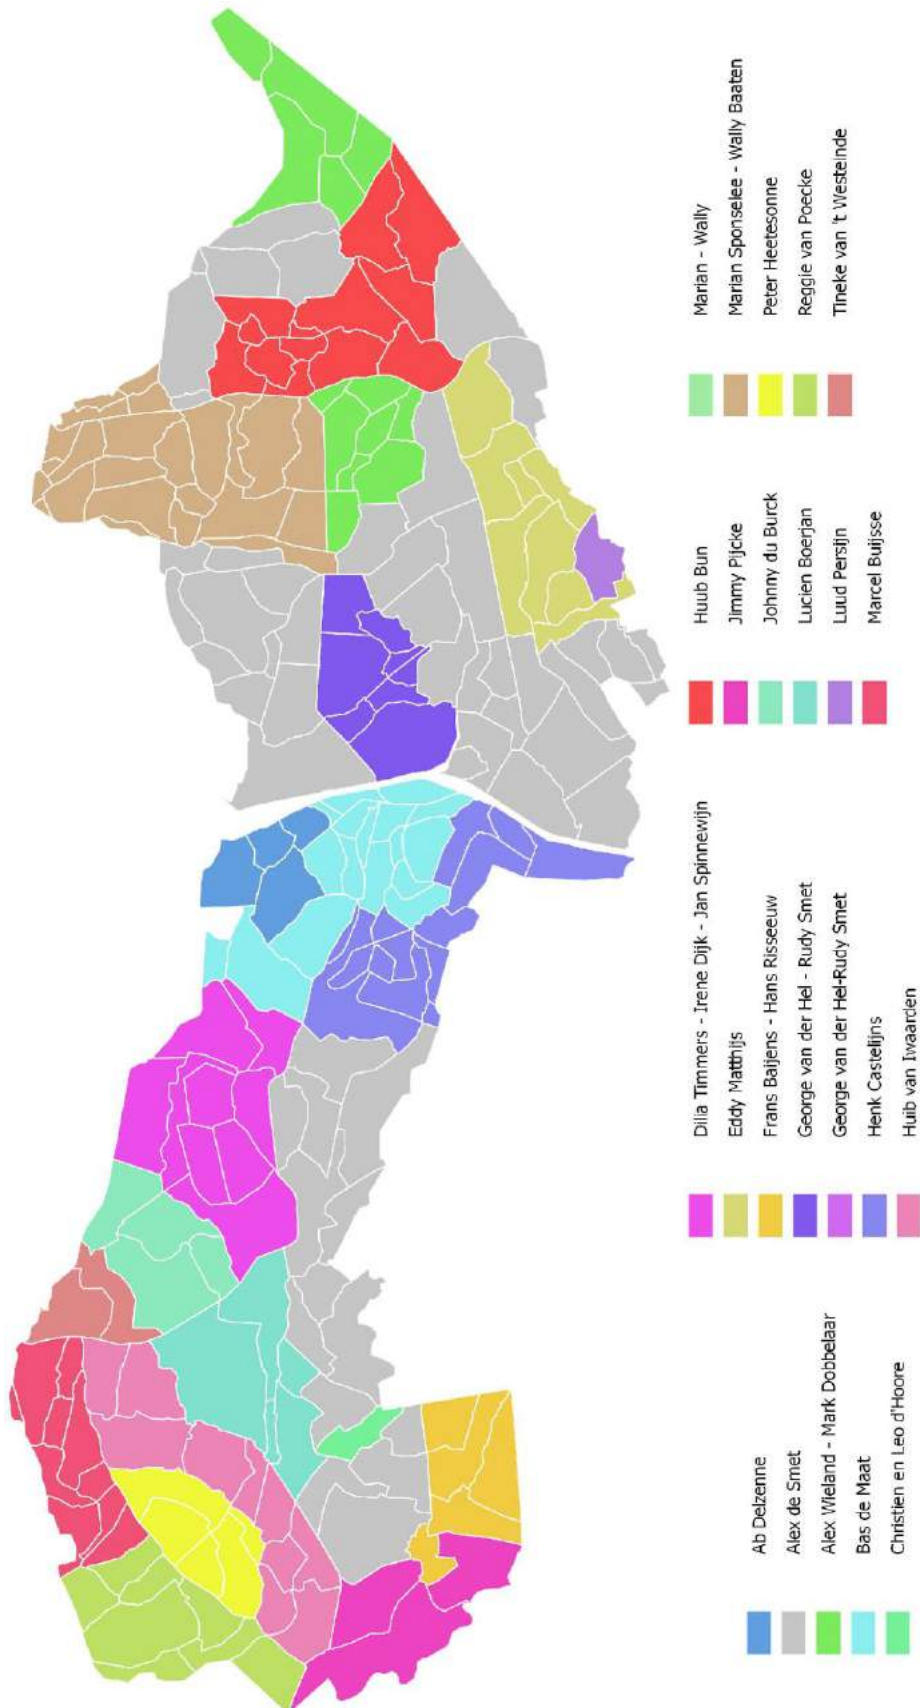 Ab Delzenne
Alex de Smet
Alex Wieland - Mark Dobbelaar
Bas de Maat
Christien en Leo d'Hoore
Dilia Timmers - Irene Dijk - Jan Spinnewijn
Eddy Matthijs
Frans Baijens - Hans Risseeuw
George van der Hel - Rudy Smet
George van der Hel-Rudy Smet
Henk Castelijns
Huib van Iwaarden
Huub Bun
Jimmy Pijcke
Johnny du Burck
Lucien Boerjan
Luud Persijn
Marcel Buijsse
Marian - Wally
Marian Sponselee - Wally Baaten
Peter Heetesonne
Reggie van Poecke
Tineke van 't Westeinde